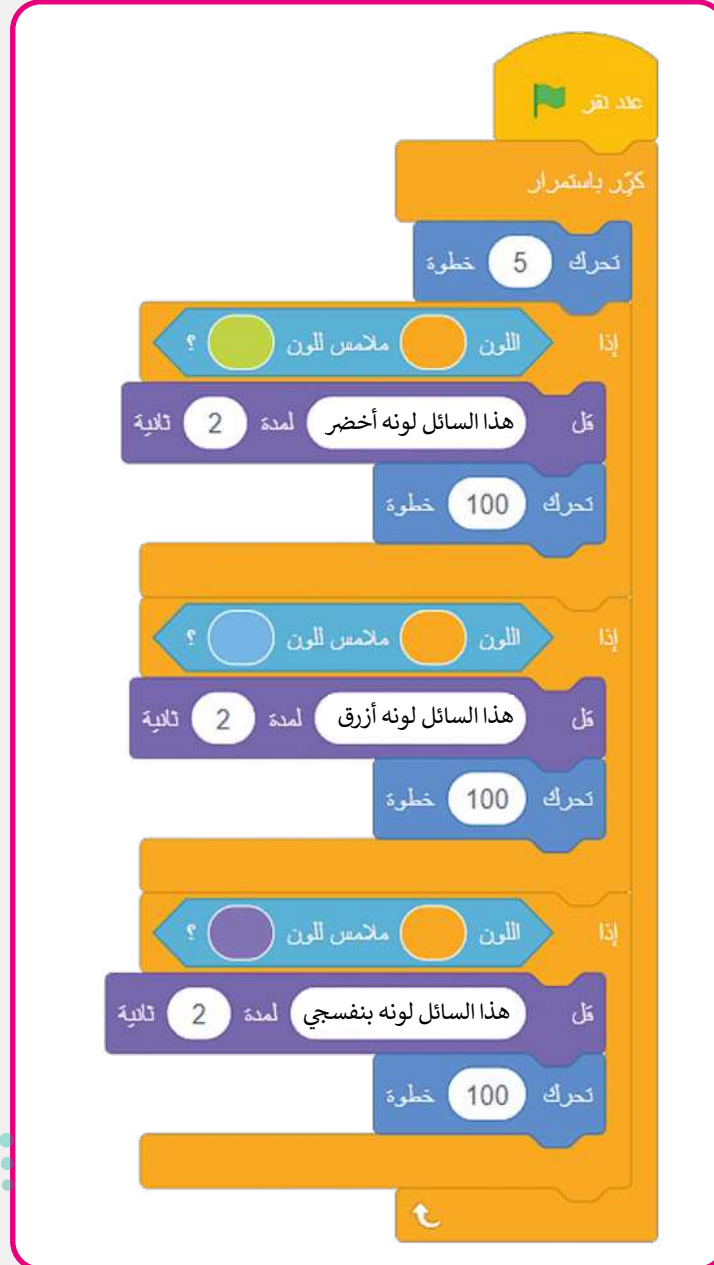 عند نقر
كرّر باستمرار
تحرك 5 خطوة
إذا اللون ملامس للون ؟
قل هذا السائل لونه أخضر لمدة 2 ثانية
تحرك 100 خطوة
إذا اللون ملامس للون ؟
قل هذا السائل لونه أزرق لمدة 2 ثانية
تحرك 100 خطوة
إذا اللون ملامس للون ؟
قل هذا السائل لونه بنفسجي لمدة 2 ثانية
تحرك 100 خطوة